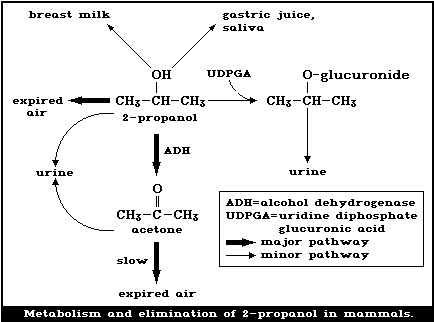 breast milk
gastric juice,
saliva
OH
UDPGA
O-glucuronide
expired
air
CH₃-CH-CH₃
2-propanol
CH₃-CH-CH₃
ADH
urine
urine
O
CH₃-C-CH₃
acetone
ADH=alcohol dehydrogenase
UDPGA=uridine diphosphate
glucuronic acid
major pathway
minor pathway
slow
expired air
Metabolism and elimination of 2-propanol in mammals.